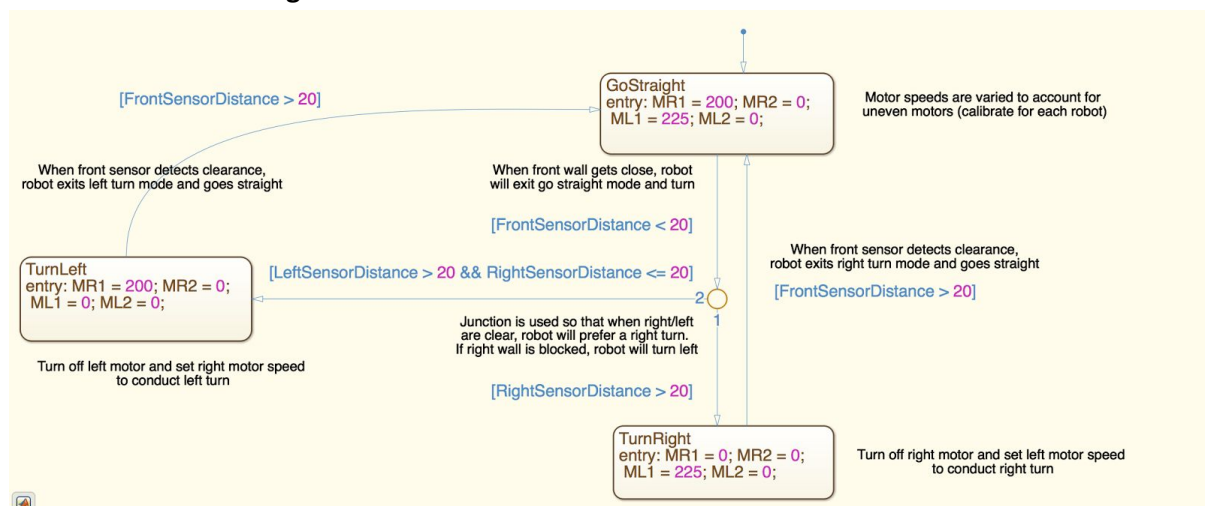 GoStraight
entry: MR1 = 200; MR2 = 0;
ML1 = 225; ML2 = 0;
Motor speeds are varied to account for
uneven motors (calibrate for each robot)
[FrontSensorDistance > 20]
When front sensor detects clearance,
robot exits left turn mode and goes straight
When front wall gets close, robot
will exit go straight mode and turn
[FrontSensorDistance < 20]
When front sensor detects clearance,
robot exits right turn mode and goes straight
[FrontSensorDistance > 20]
TurnLeft
entry: MR1 = 200; MR2 = 0;
ML1 = 0; ML2 = 0;
[LeftSensorDistance > 20 && RightSensorDistance <= 20]
2
1
Junction is used so that when right/left
are clear, robot will prefer a right turn.
If right wall is blocked, robot will turn left
Turn off left motor and set right motor speed
to conduct left turn
[RightSensorDistance > 20]
TurnRight
entry: MR1 = 0; MR2 = 0;
ML1 = 225; ML2 = 0;
Turn off right motor and set left motor speed
to conduct right turn